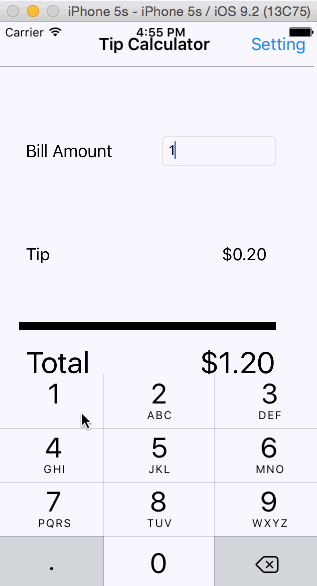 iPhone 5s - iPhone 5s / iOS 9.2 (13C75)
Carrier 4:55 PM
Tip Calculator Setting
Bill Amount 1
Tip $0.20
Total $1.20
1 2 3
ABC DEF
4 5 6
GHI JKL MNO
7 8 9
PQRS TUV WXYZ
. 0